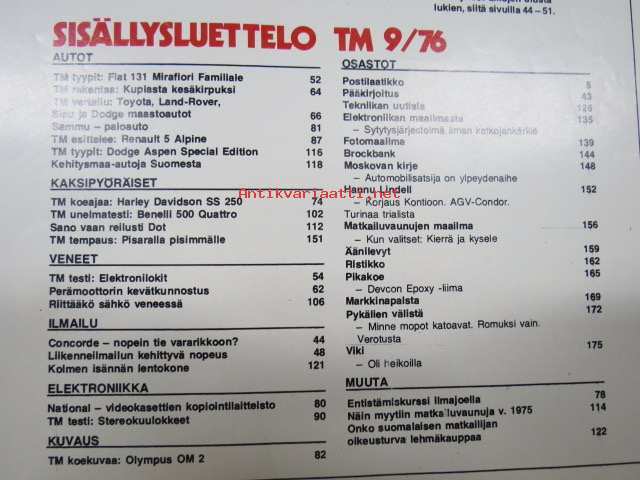 lukien, siitä sivuilla 44 – 51.
SISÄLLYSLUETTELO TM 9/76
AUTOT
TM tyypit: Fiat 131 Mirafiori Familiale 52
TM rakentaa: Kuplasta kesäkirpuksi 64
TM vertailu: Toyota, Land-Rover,
Sisu ja Dodge maastoautot 66
Sammu – paloauto 81
TM esittelee: Renault 5 Alpine 87
TM tyypit: Dodge Aspen Special Edition 116
Kehitysmaa-autoja Suomesta 118
KAKSIPYÖRÄISET
TM koeajaa: Harley Davidson SS 250 74
TM unelmatesti: Benelli 500 Quattro 102
Sano vaan reilusti Dot 112
TM tempaus: Pisaralla pisimmälle 151
VENEET
TM testi: Elektronilokit 54
Perämoottorin kevätkunnostus 62
Riittääkö sähkö veneessä 106
ILMAILU
Concorde – nopein tie vararikkoon? 44
Liikenneilmailun kehittyvä nopeus 48
Kolmen isännän lentokone 121
ELEKTRONIIKKA
National – videokasettien kopiointilaitteisto 80
TM testi: Stereokuulokkeet 90
KUVAUS
TM koekuvaa: Olympus OM 2 82
OSASTOT
Postilaatikko 5
Pääkirjoitus 43
Tekniikan uutisia 126
Elektroniikan maailmasta 135
– Sytytysjärjestelmä ilman katkojankärkiä
Fotomaailma 139
Brockbank 144
Moskovan kirje 148
– Automobilisatsija on ylpeydenaihe
Hannu Lindell 152
– Korjaus Kontioon. AGV-Condor.
Turinaa trialista
Matkailuvaunujen maailma 156
– Kun valitset: Kierrä ja kysele
Äänilevyt 159
Ristikko 162
Pikakoe 165
– Devcon Epoxy -liima
Markkinapaista 169
Pykälien välistä 172
– Minne mopot katoavat. Romuksi vain.
Verotusta
Viki 175
– Oli heikoilla
MUUTA
Entistämiskurssi Ilmajoella 78
Näin myytiin matkailuvaunuja v. 1975 114
Onko suomalaisen matkailijan
oikeusturva lehmäkauppaa 122
Antikvariaatti.net